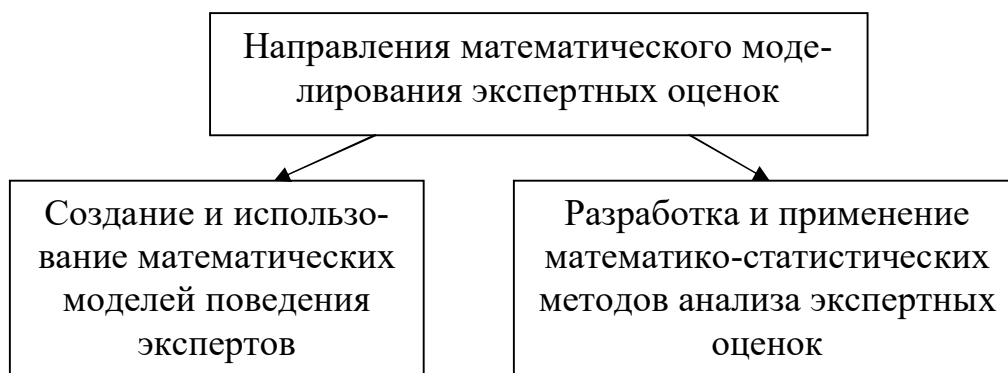 Направления математического моде-
лирования экспертных оценок
Создание и использо-
вание математических
моделей поведения
экспертов
Разработка и применение
математико-статистических
методов анализа экспертных
оценок